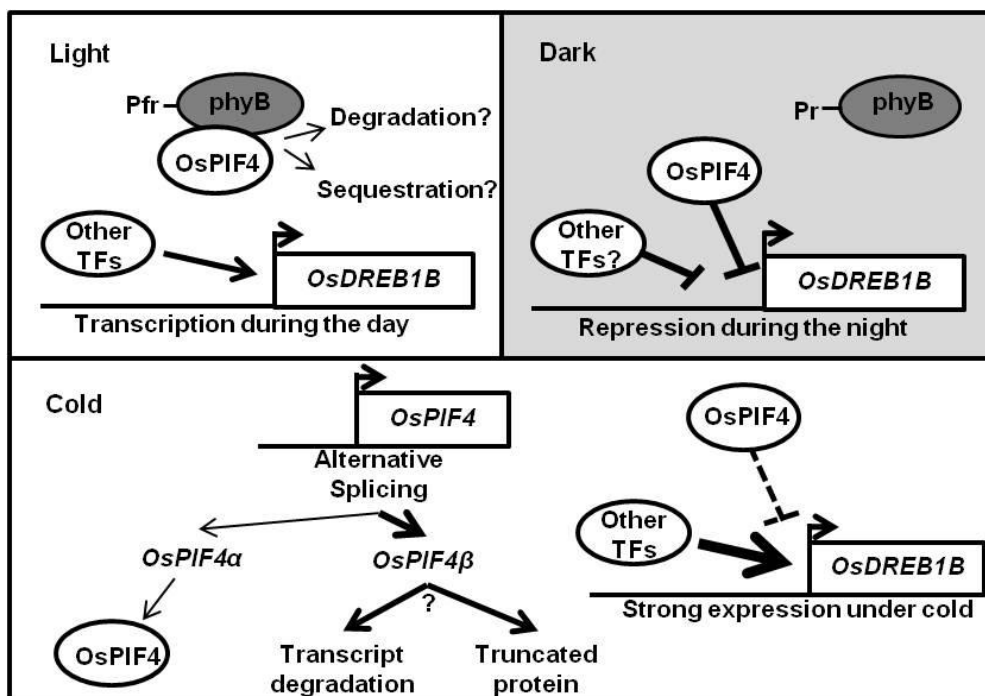 Light
Pfr
phyB
OsPIF4
Degradation?
Sequestration?
Other
TFs
OsDREB1B
Transcription during the day
Dark
Pr
phyB
OsPIF4
Other
TFs?
OsDREB1B
Repression during the night
Cold
OsPIF4
Alternative
Splicing
OsPIF4α
OsPIF4β
?
OsPIF4
Transcript
degradation
Truncated
protein
OsPIF4
Other
TFs
OsDREB1B
Strong expression under cold